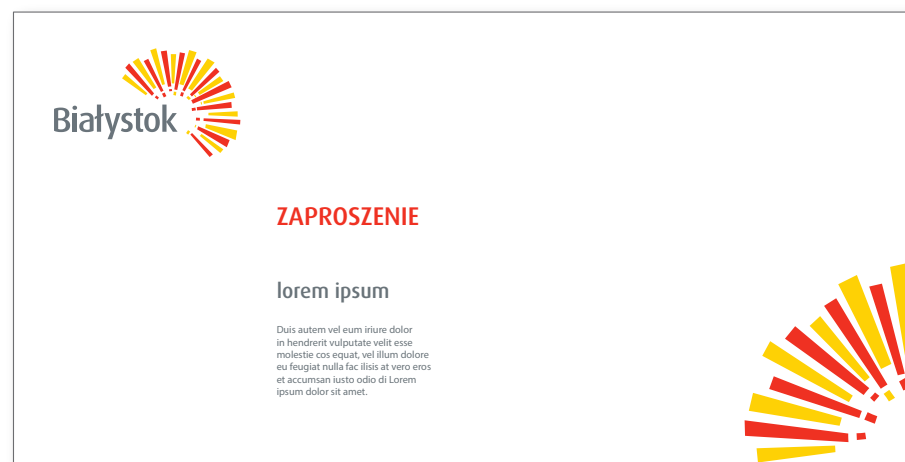 Białystok
ZAPROSZENIE
lorem ipsum
Duis autem vel eum iriure dolor
in hendrerit vulputate velit esse
molestie cos equat, vel illum dolore
eu feugiat nulla fac ilisis at vero eros
et accumsan iusto odio di Lorem
ipsum dolor sit amet.